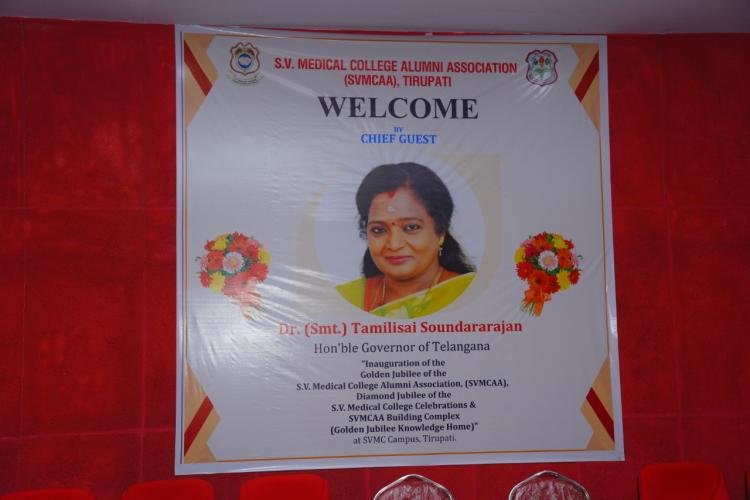 S.V. MEDICAL COLLEGE ALUMNI ASSOCIATION
(SVMCAA), TIRUPATI
WELCOME
BY
CHIEF GUEST
Dr. (Smt.) Tamilisai Soundararajan
Hon'ble Governor of Telangana
"Inauguration of the
Golden Jubilee of the
S.V. Medical College Alumni Association, (SVMCAA),
Diamond Jubilee of the
S.V. Medical College Celebrations &
SVMCAA Building Complex
(Golden Jubilee Knowledge Home)"
at SVMC Campus, Tirupati.